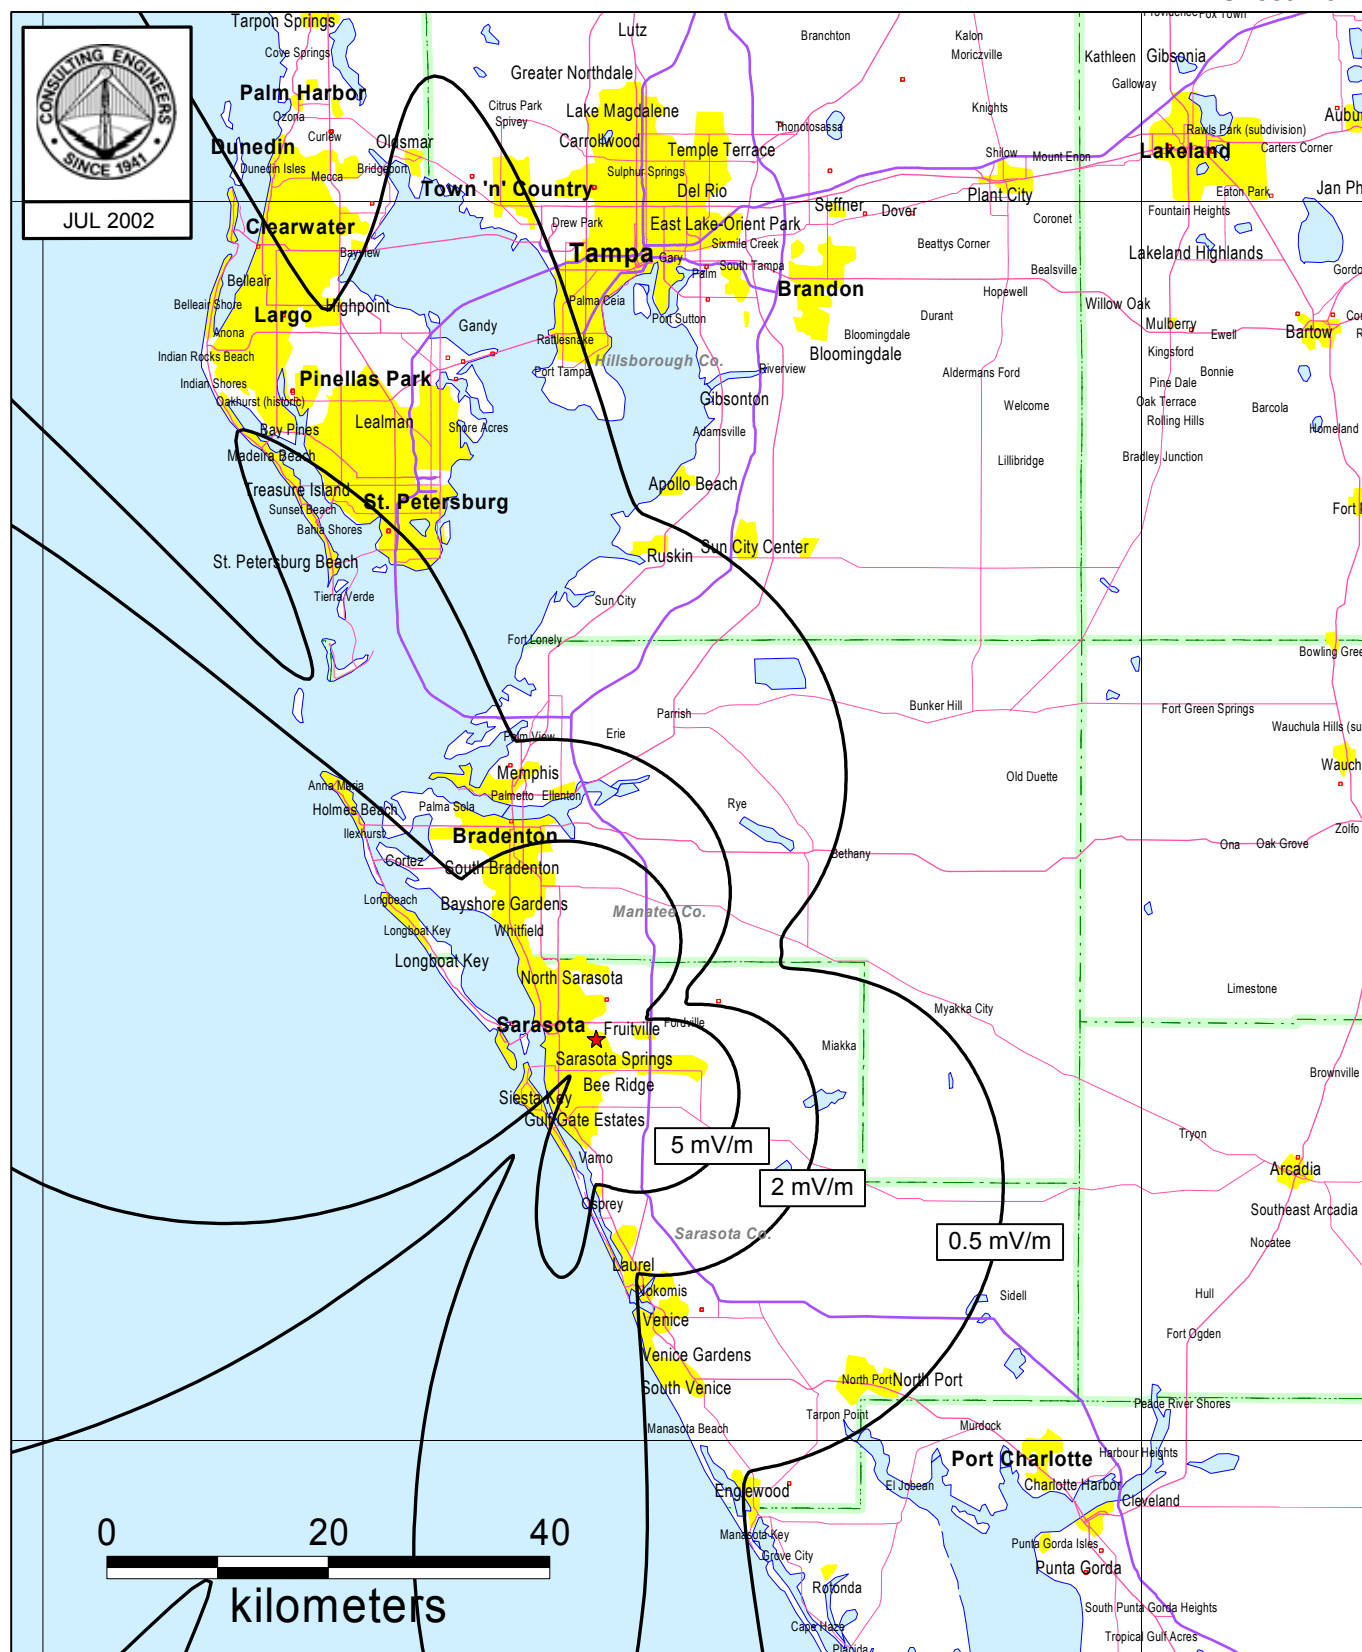 Tarpon Springs
Lutz
Branchton
Kalon
Fox Town
Cove Springs
Moriczville
Kathleen
Gibsonia
CONSULTING ENGINEERS
• SINCE 1941 •
JUL 2002
Greater Northdale
Galloway
Palm Harbor
Citrus Park
Lake Magdalene
Knights
Ozona
Spivey
Thonotosassa
Rawls Park (subdivision)
Curlew
Oldsmar
Carrollwood
Dunedin
Temple Terrace
Shilow
Mount Enon
Lakeland
Carters Corner
Dunedin Isles
Mecca
Bridgeport
Sulphur Springs
Town 'n' Country
Del Rio
Plant City
Eaton Park
Seffner
Dover
Coronet
Fountain Heights
Clearwater
Drew Park
East Lake-Orient Park
Bayview
Sixmile Creek
Beattys Corner
Tampa
Gary
South Tampa
Palm
Bealsville
Lakeland Highlands
Belleair
Brandon
Hopewell
Belleair Shore
Highpoint
Palma Ceia
Willow Oak
Largo
Port Sutton
Durant
Mulberry
Anona
Gandy
Rattlesnake
Bloomingdale
Ewell
Bartow
Indian Rocks Beach
Hillsborough Co.
Bloomingdale
Kingsford
Indian Shores
Pinellas Park
Port Tampa
Riverview
Aldermans Ford
Pine Dale
Bonnie
Oakhurst (historic)
Gibsonton
Welcome
Oak Terrace
Barcola
Lealman
Rolling Hills
Bay Pines
Shore Acres
Adamsville
Homeland
Madeira Beach
Lillibridge
Bradley Junction
Treasure Island
St. Petersburg
Apollo Beach
Sunset Beach
Bahia Shores
Ruskin
Sun City Center
St. Petersburg Beach
Tierra Verde
Sun City
Fort Lonely
Bowling Gree
Parrish
Bunker Hill
Fort Green Springs
Palm View
Erie
Wauchula Hills (su
Memphis
Old Duette
Wauch
Anna Maria
Palmetto
Ellenton
Holmes Beach
Palma Sola
Rye
Ilexhurst
Bradenton
Zolfo
Cortez
South Bradenton
Bethany
Ona
Oak Grove
Longbeach
Bayshore Gardens
Manatee Co.
Longboat Key
Whitfield
Longboat Key
North Sarasota
Limestone
Myakka City
Sarasota
Fruitville
Fordville
Miakka
Sarasota Springs
Brownville
Siesta Key
Bee Ridge
Gulf Gate Estates
Tryon
5 mV/m
Vamo
Arcadia
2 mV/m
Osprey
Southeast Arcadia
Sarasota Co.
0.5 mV/m
Nocatee
Laurel
Nokomis
Sidell
Hull
Venice
Fort Ogden
Venice Gardens
South Venice
North Port
North Port
Peace River Shores
Tarpon Point
Murdock
Manasota Beach
Port Charlotte
Harbour Heights
Englewood
El Jobean
Charlotte Harbor
Cleveland
Manasota Key
Punta Gorda Isles
Grove City
Punta Gorda
Rotonda
South Punta Gorda Heights
Cape Haze
Tropical Gulf Acres
Placida
0 20 40
kilometers